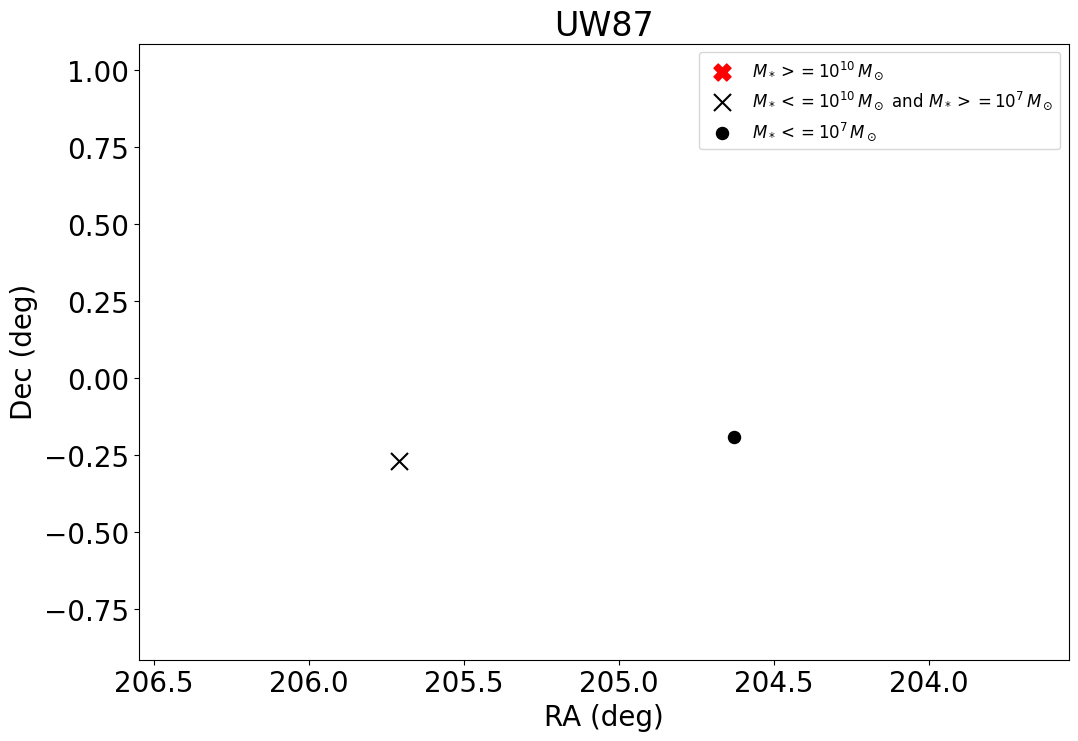 UW87
M* >= 10^10 M⊙
M* <= 10^10 M⊙ and M* >= 10^7 M⊙
M* <= 10^7 M⊙
1.00
0.75
0.50
0.25
0.00
−0.25
−0.50
−0.75
Dec (deg)
206.5 206.0 205.5 205.0 204.5 204.0
RA (deg)